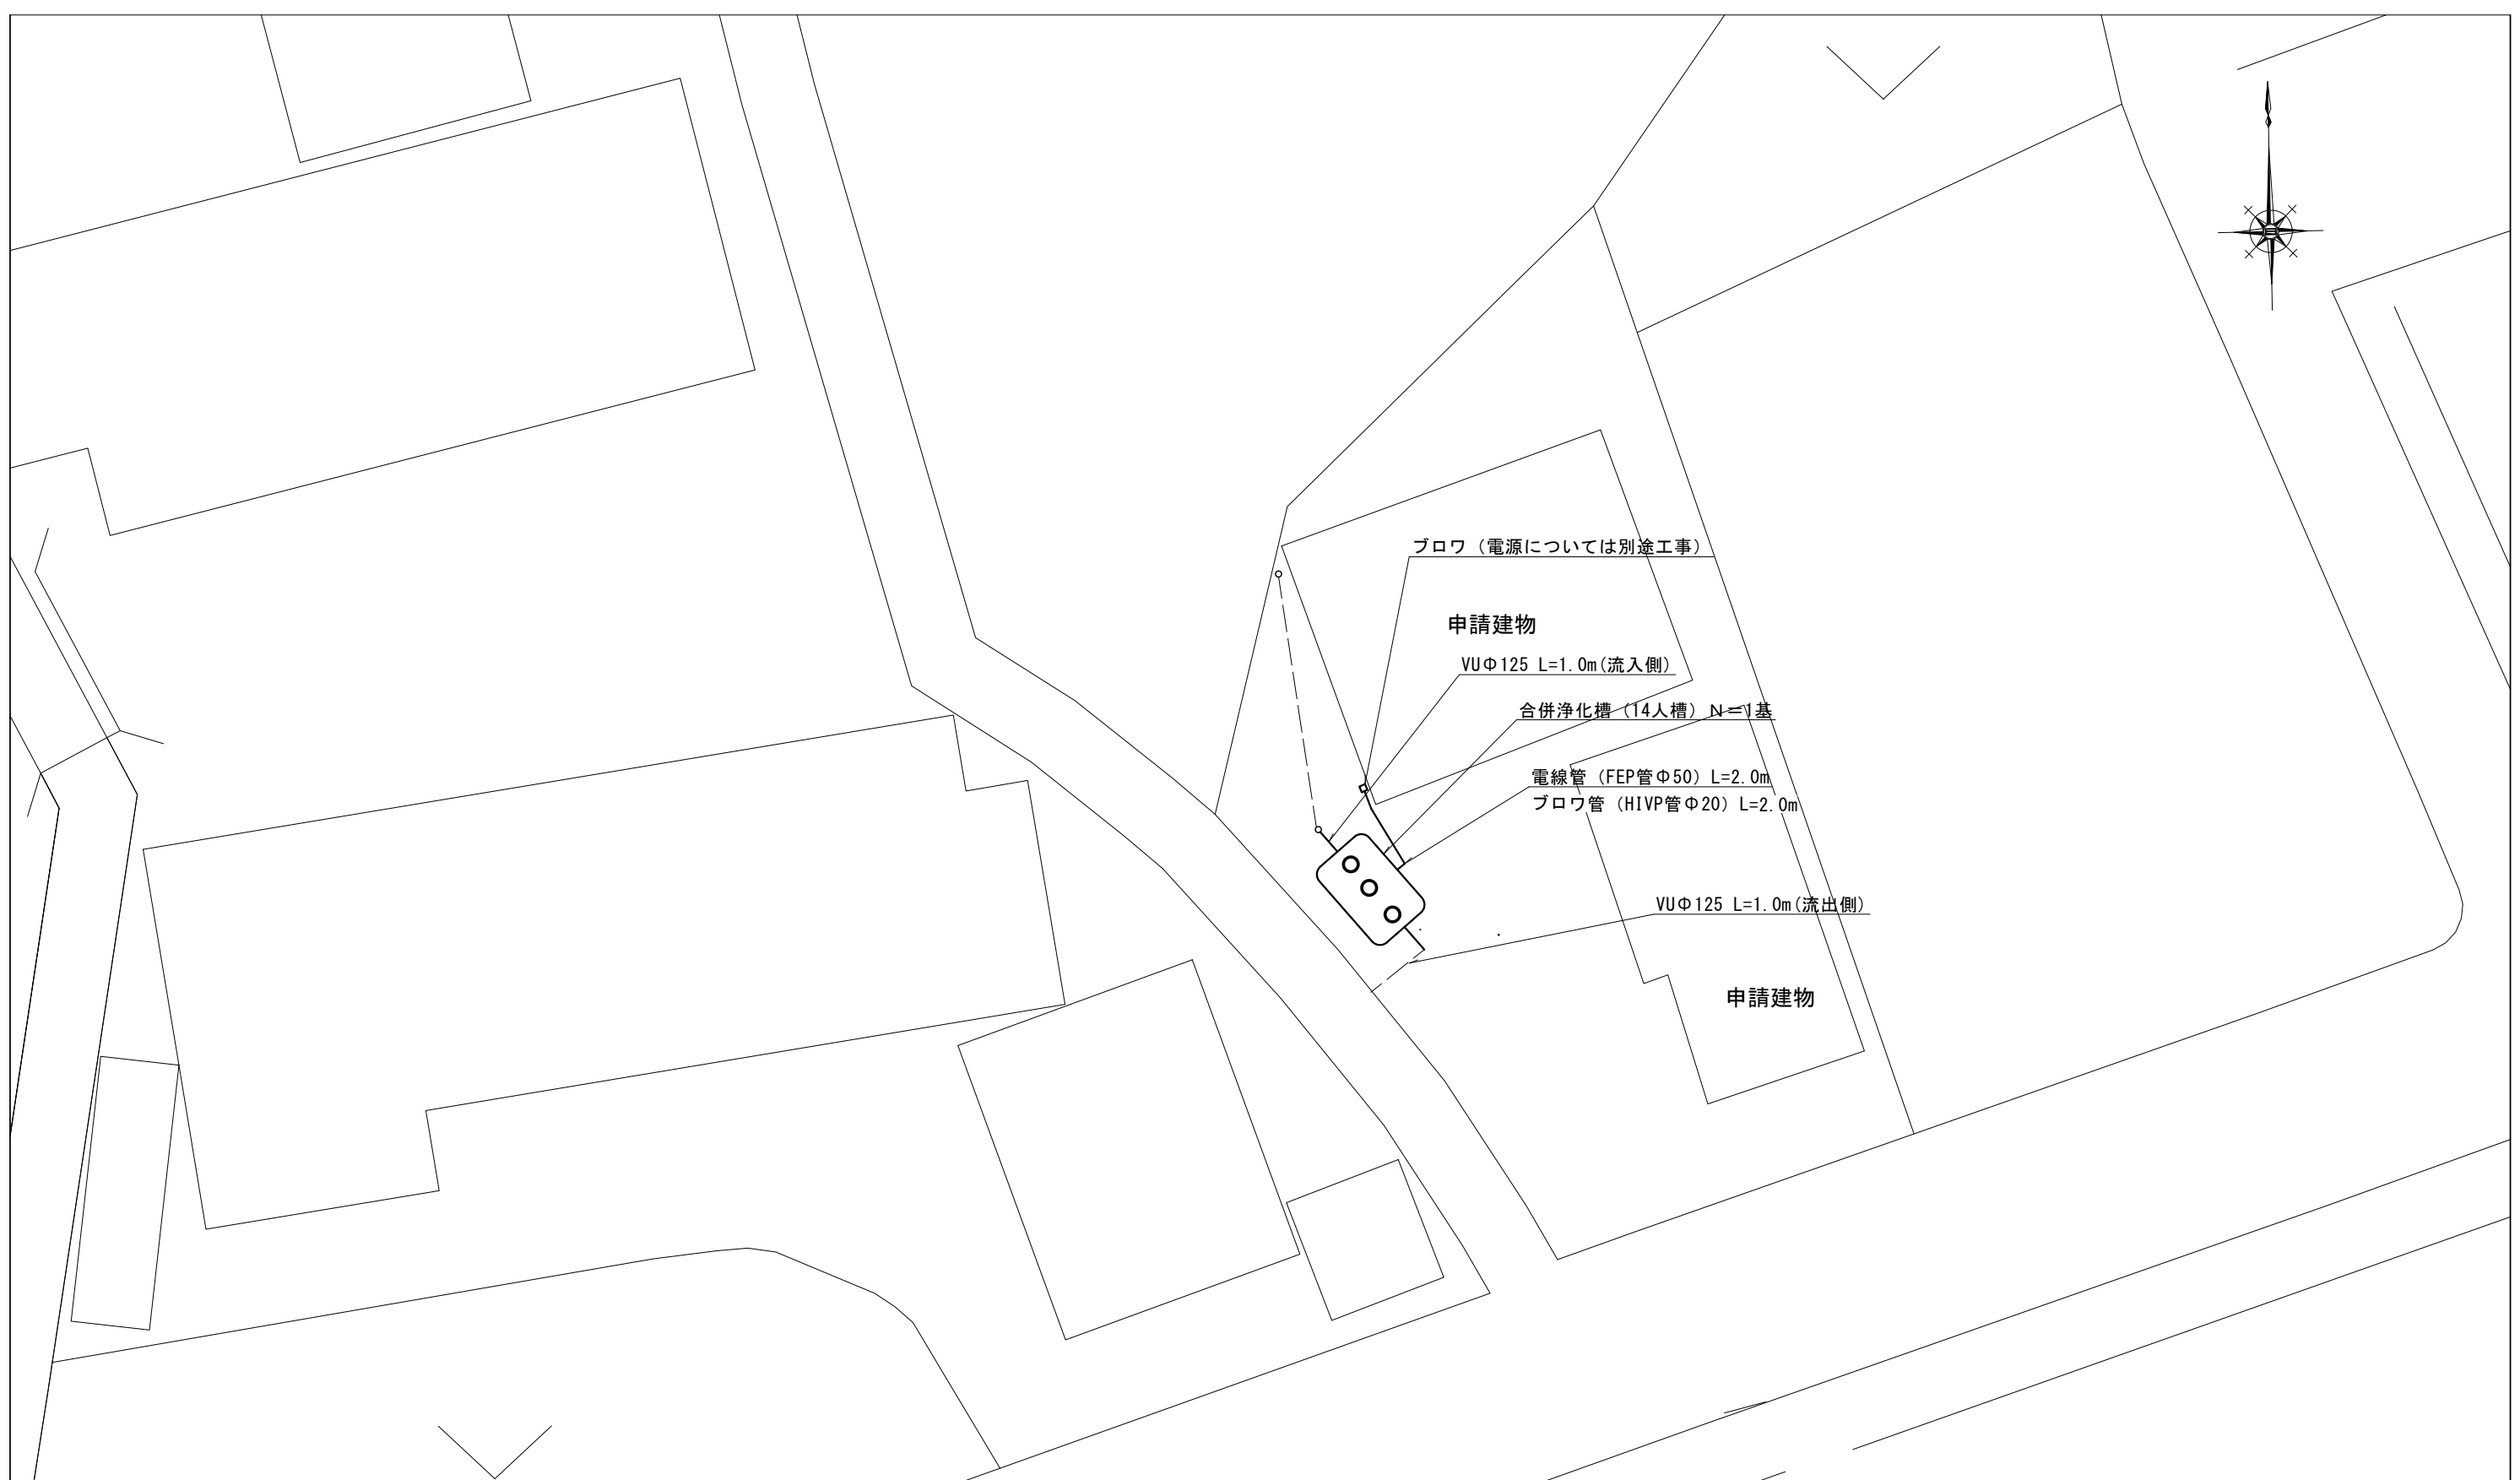 ブロワ（電源については別途工事）
申請建物
VUΦ125 L=1.0m(流入側)
合併浄化槽（14人槽）N=1基
電線管（FEP管Φ50）L=2.0m
ブロワ管（HIVP管Φ20）L=2.0m
VUΦ125 L=1.0m(流出側)
申請建物